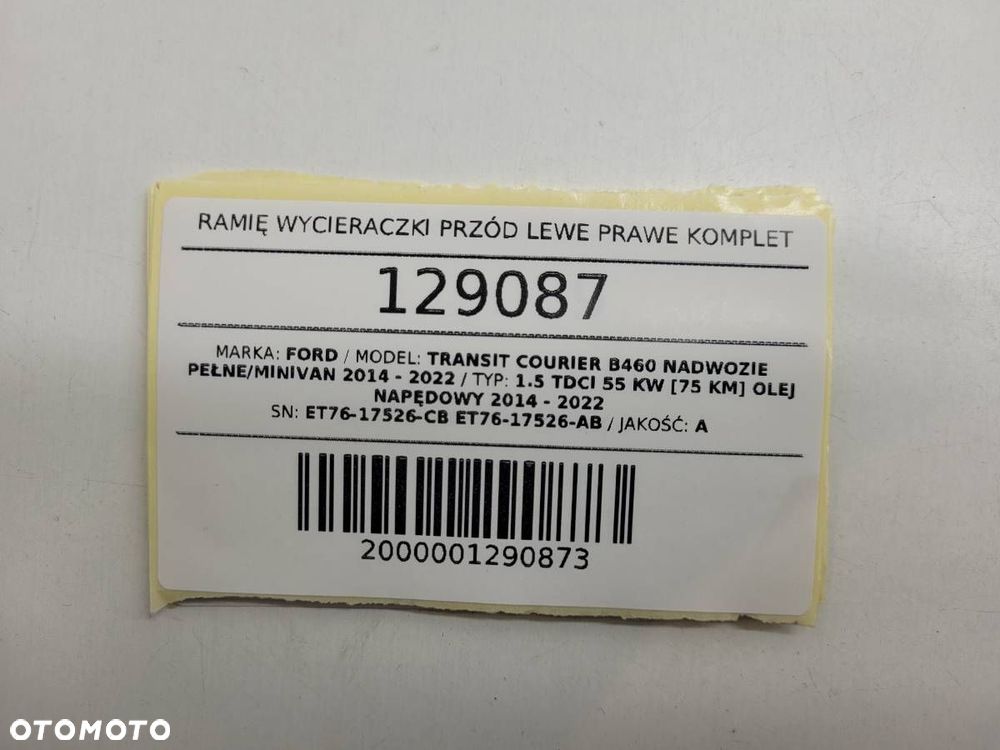 RAMIĘ WYCIERACZKI PRZÓD LEWE PRAWE KOMPLET
129087
MARKA: FORD / MODEL: TRANSIT COURIER B460 NADWOZIE
PEŁNE/MINIVAN 2014 - 2022 / TYP: 1.5 TDCI 55 KW [75 KM] OLEJ
NAPĘDOWY 2014 - 2022
SN: ET76-17526-CB ET76-17526-AB / JAKOŚĆ: A
2000001290873
OTOMOTO